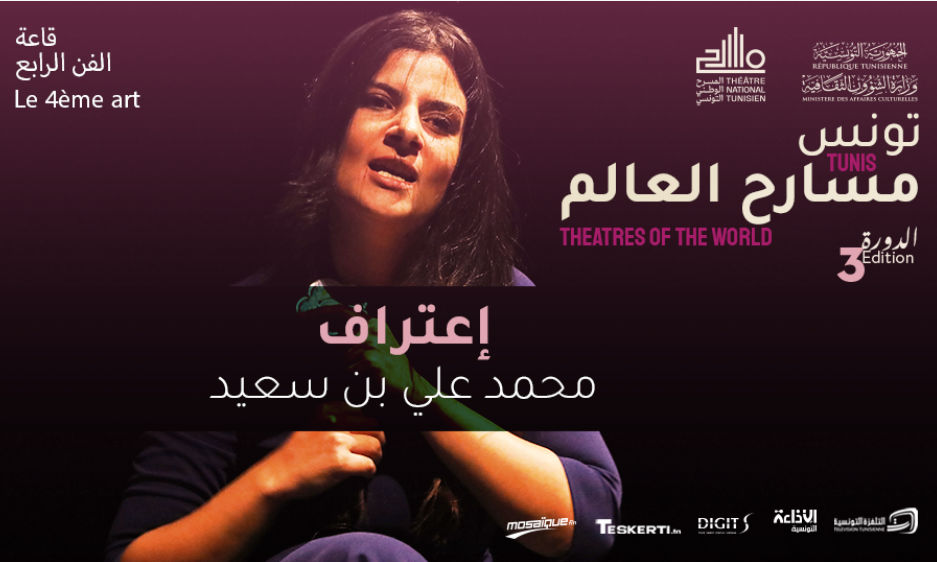 قاعة
الفن الرابع
Le 4ème art
المسرح THÉÂTRE
الوطني NATIONAL
التونسي TUNISIEN
الجمهورية التونسية
RÉPUBLIQUE TUNISIENNE
وزارة الشؤون الثقافية
MINISTERE DES AFFAIRES CULTURELLES
تونس
TUNIS
مسارح العالم
THEATRES OF THE WORLD
الدورة
3 Edition
إعتراف
محمد علي بن سعيد
mosaïque fm
TESKERTI.tn
DIGIT
الإذاعة
التونسية
التلفزة التونسية
TELEVISION TUNISIENNE